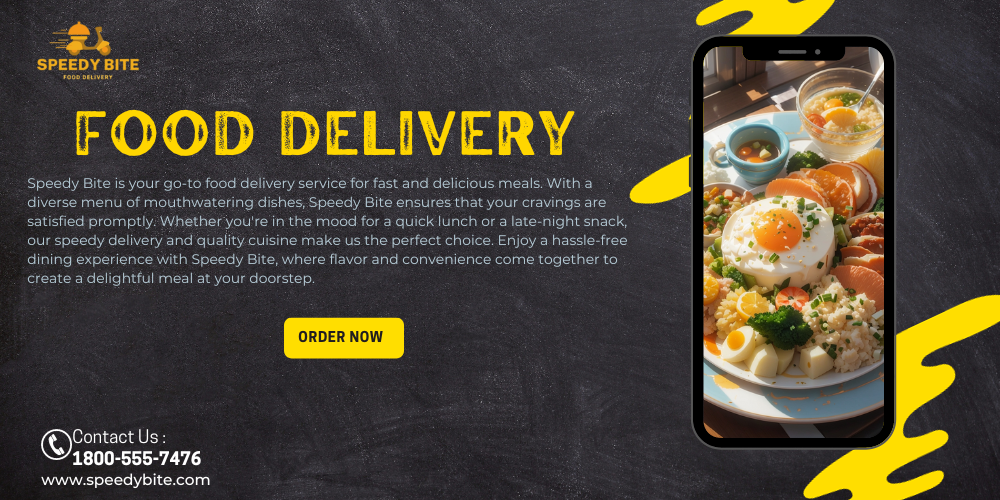 SPEEDY BITE
FOOD DELIVERY
FOOD DELIVERY
Speedy Bite is your go-to food delivery service for fast and delicious meals. With a
diverse menu of mouthwatering dishes, Speedy Bite ensures that your cravings are
satisfied promptly. Whether you're in the mood for a quick lunch or a late-night snack,
our speedy delivery and quality cuisine make us the perfect choice. Enjoy a hassle-free
dining experience with Speedy Bite, where flavor and convenience come together to
create a delightful meal at your doorstep.
ORDER NOW
Contact Us :
1800-555-7476
www.speedybite.com